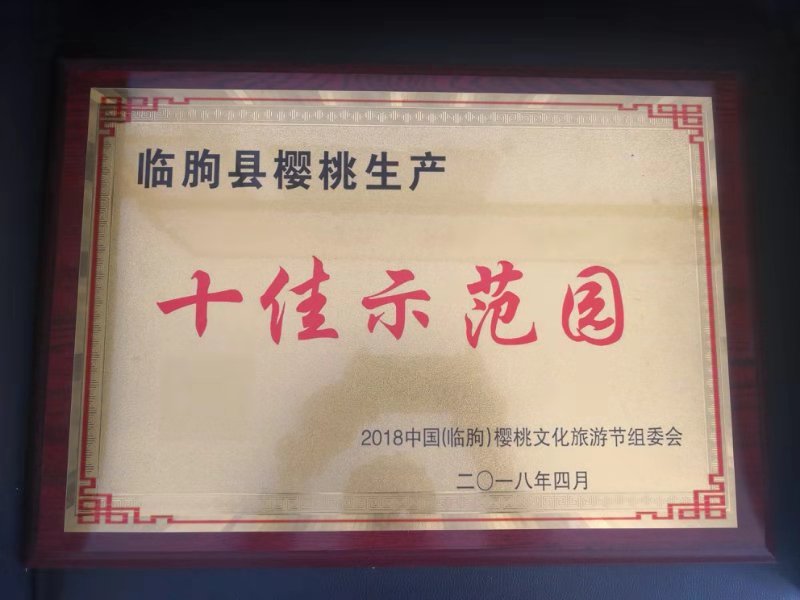 临朐县樱桃生产
十佳示范园
2018中国(临朐)樱桃文化旅游节组委会
二〇一八年四月